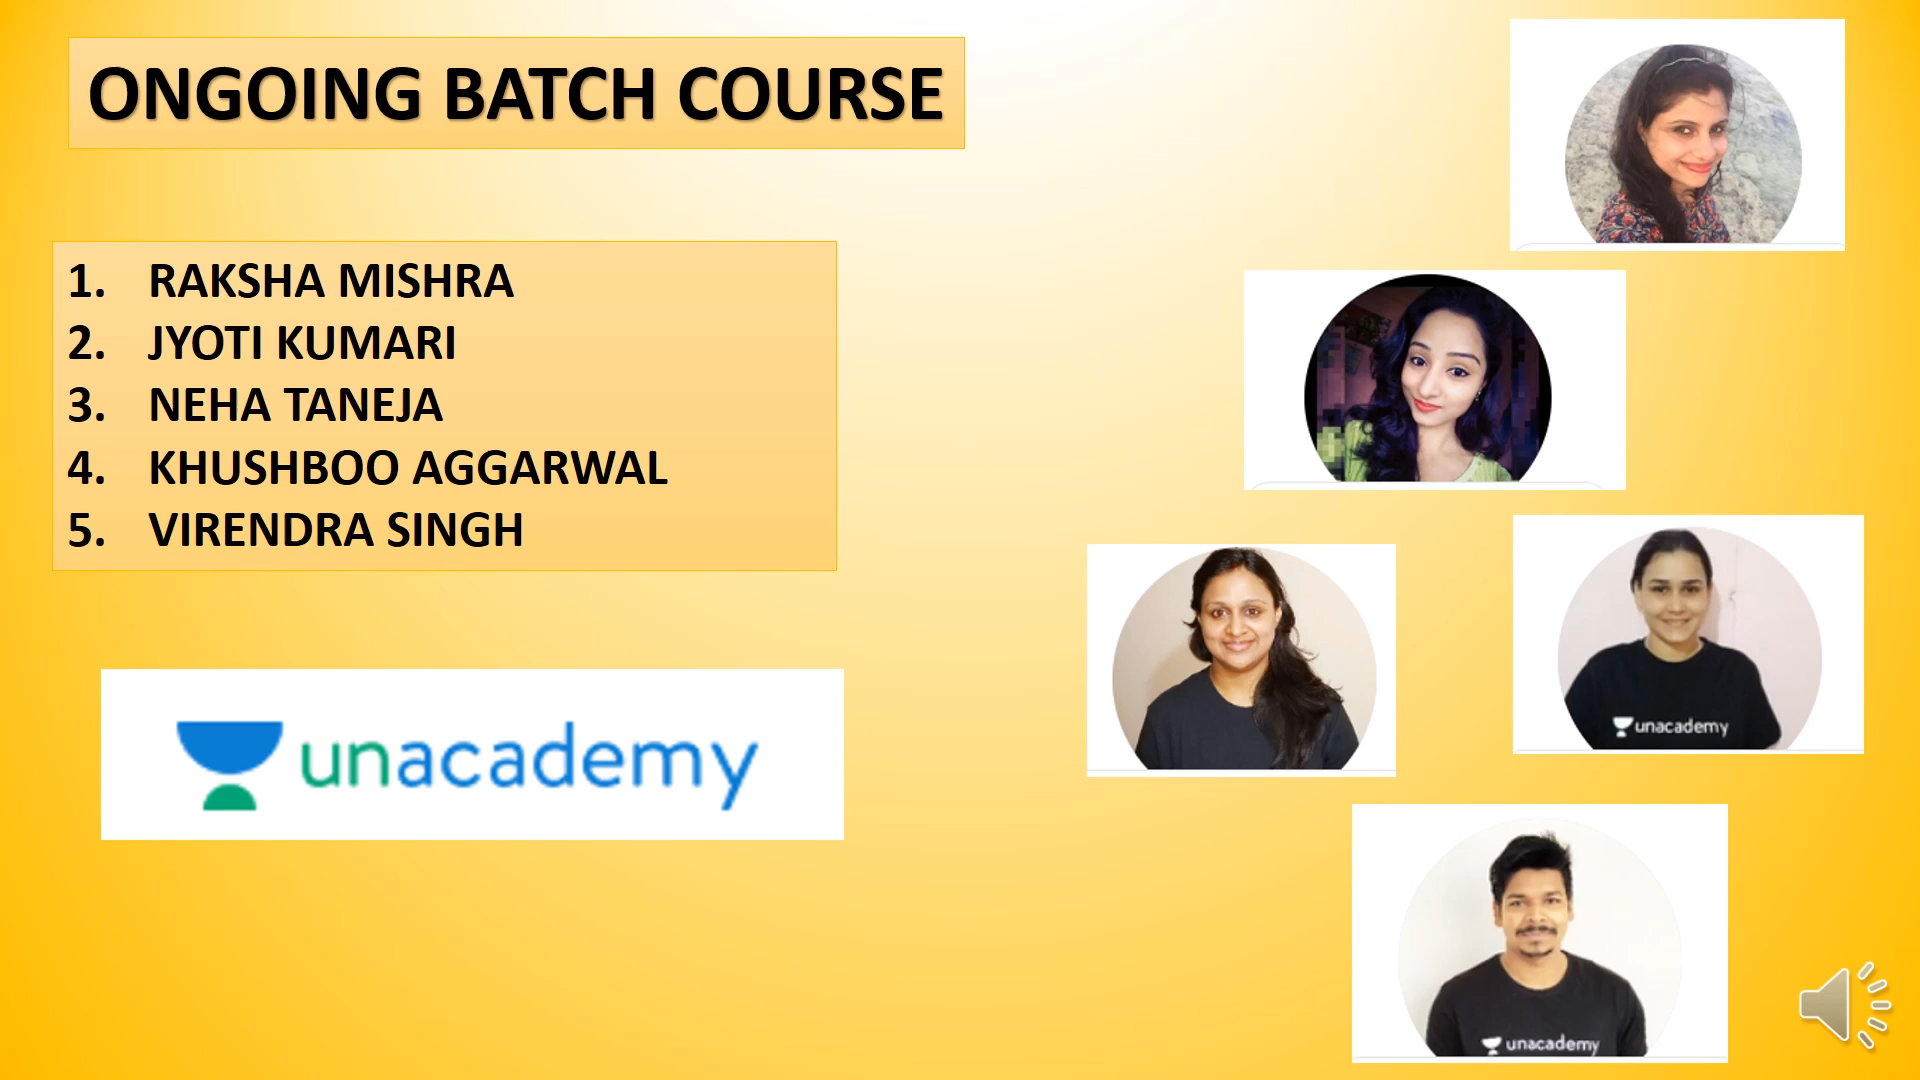 ONGOING BATCH COURSE
1. RAKSHA MISHRA
2. JYOTI KUMARI
3. NEHA TANEJA
4. KHUSHBOO AGGARWAL
5. VIRENDRA SINGH
unacademy
unacademy
unacademy